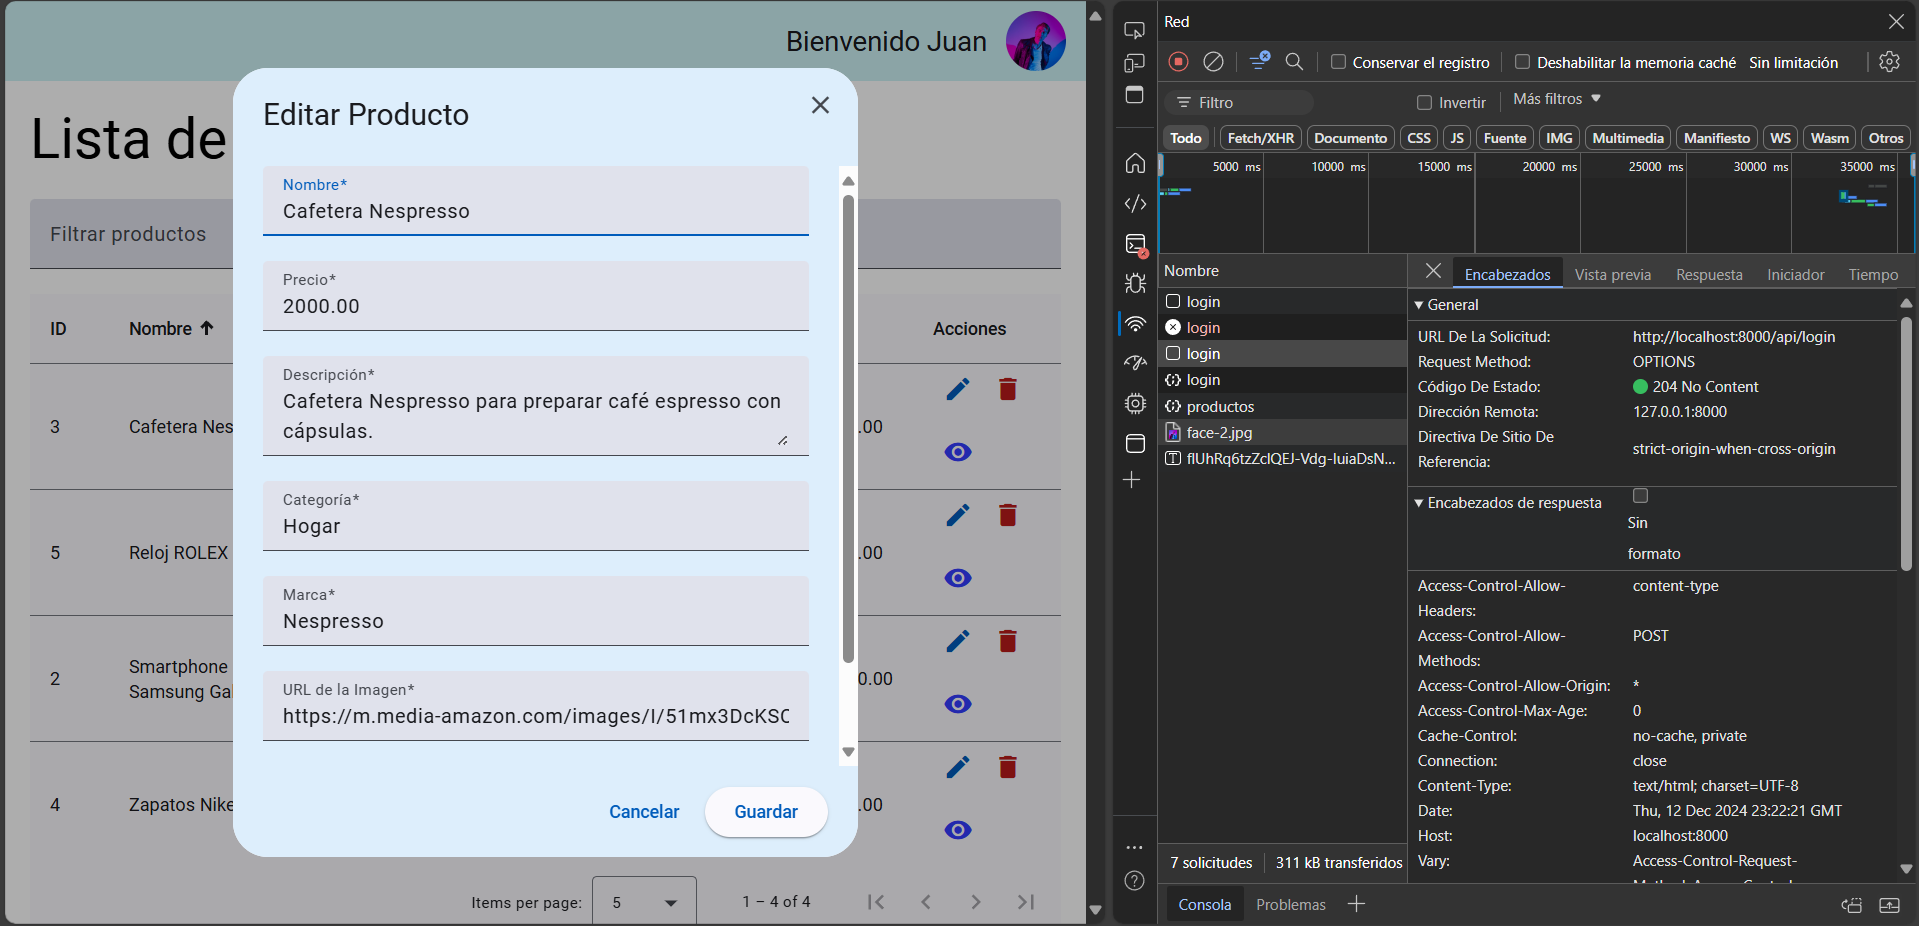 Bienvenido Juan
Lista de
Filtrar productos
ID
Nombre
Acciones
3
Cafetera Nes
.00
5
Reloj ROLEX
.00
2
Smartphone
Samsung Ga
0.00
4
Zapatos Nike
.00
Items per page:
5
1 – 4 of 4
Editar Producto
Nombre*
Cafetera Nespresso
Precio*
2000.00
Descripción*
Cafetera Nespresso para preparar café espresso con
cápsulas.
Categoría*
Hogar
Marca*
Nespresso
URL de la Imagen*
https://m.media-amazon.com/images/I/51mx3DcKSC
Cancelar
Guardar
Red
Conservar el registro
Deshabilitar la memoria caché
Sin limitación
Filtro
Invertir
Más filtros
Todo
Fetch/XHR
Documento
CSS
JS
Fuente
IMG
Multimedia
Manifiesto
WS
Wasm
Otros
5000 ms
10000 ms
15000 ms
20000 ms
25000 ms
30000 ms
35000 ms
Nombre
login
login
login
login
productos
face-2.jpg
7 solicitudes
311 kB transferidos
Encabezados
Vista previa
Respuesta
Iniciador
Tiempo
General
URL De La Solicitud:
http://localhost:8000/api/login
Request Method:
OPTIONS
Código De Estado:
204 No Content
Dirección Remota:
127.0.0.1:8000
Directiva De Sitio De
Referencia:
strict-origin-when-cross-origin
Encabezados de respuesta
Sin
formato
Access-Control-Allow-
Headers:
content-type
Access-Control-Allow-
Methods:
POST
Access-Control-Allow-Origin:
*
Access-Control-Max-Age:
0
Cache-Control:
no-cache, private
Connection:
close
Content-Type:
text/html; charset=UTF-8
Date:
Thu, 12 Dec 2024 23:22:21 GMT
Host:
localhost:8000
Vary:
Access-Control-Request-
Consola
Problemas